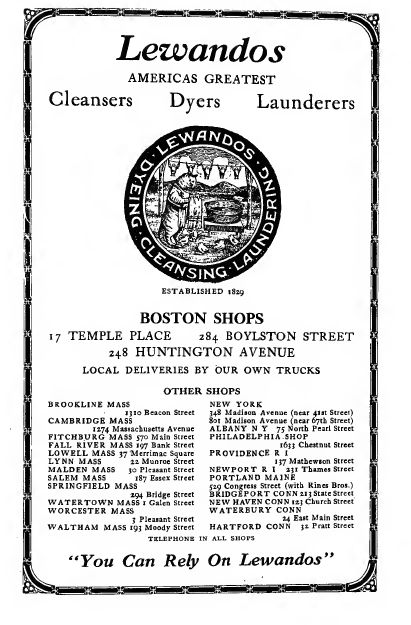 Lewandos
AMERICAS GREATEST
Cleansers Dyers Launderers
LEWANDOS
DYEING · CLEANSING · LAUNDERING
ESTABLISHED 1829
BOSTON SHOPS
17 TEMPLE PLACE 284 BOYLSTON STREET
248 HUNTINGTON AVENUE
LOCAL DELIVERIES BY OUR OWN TRUCKS
OTHER SHOPS
BROOKLINE MASS
1310 Beacon Street
CAMBRIDGE MASS
1274 Massachusetts Avenue
FITCHBURG MASS 570 Main Street
FALL RIVER MASS 197 Bank Street
LOWELL MASS 37 Merrimac Square
LYNN MASS 22 Munroe Street
MALDEN MASS 30 Pleasant Street
SALEM MASS 187 Essex Street
SPRINGFIELD MASS
294 Bridge Street
WATERTOWN MASS 1 Galen Street
WORCESTER MASS
3 Pleasant Street
WALTHAM MASS 193 Moody Street
NEW YORK
348 Madison Avenue (near 41st Street)
801 Madison Avenue (near 67th Street)
ALBANY N Y 75 North Pearl Street
PHILADELPHIA SHOP
1633 Chestnut Street
PROVIDENCE R I
137 Mathewson Street
NEWPORT R I 231 Thames Street
PORTLAND MAINE
529 Congress Street (with Rines Bros.)
BRIDGEPORT CONN 213 State Street
NEW HAVEN CONN 123 Church Street
WATERBURY CONN
24 East Main Street
HARTFORD CONN 32 Pratt Street
TELEPHONE IN ALL SHOPS
"You Can Rely On Lewandos"